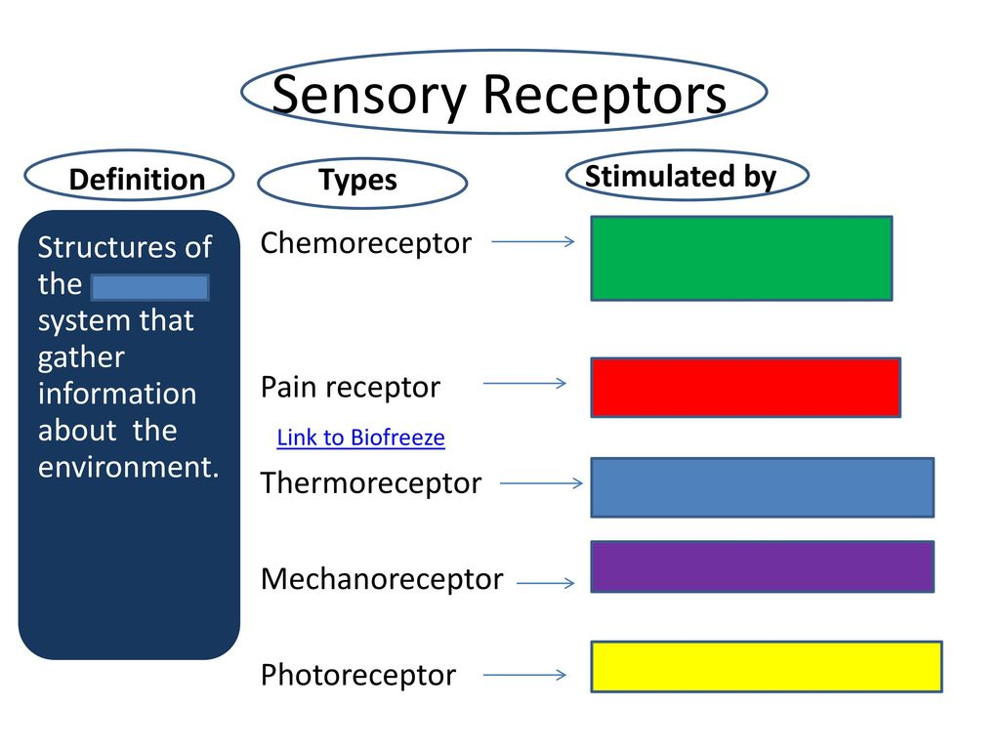 Sensory Receptors
Definition
Types
Stimulated by
Structures of
the
system that
gather
information
about the
environment.
Chemoreceptor
Pain receptor
Link to Biofreeze
Thermoreceptor
Mechanoreceptor
Photoreceptor